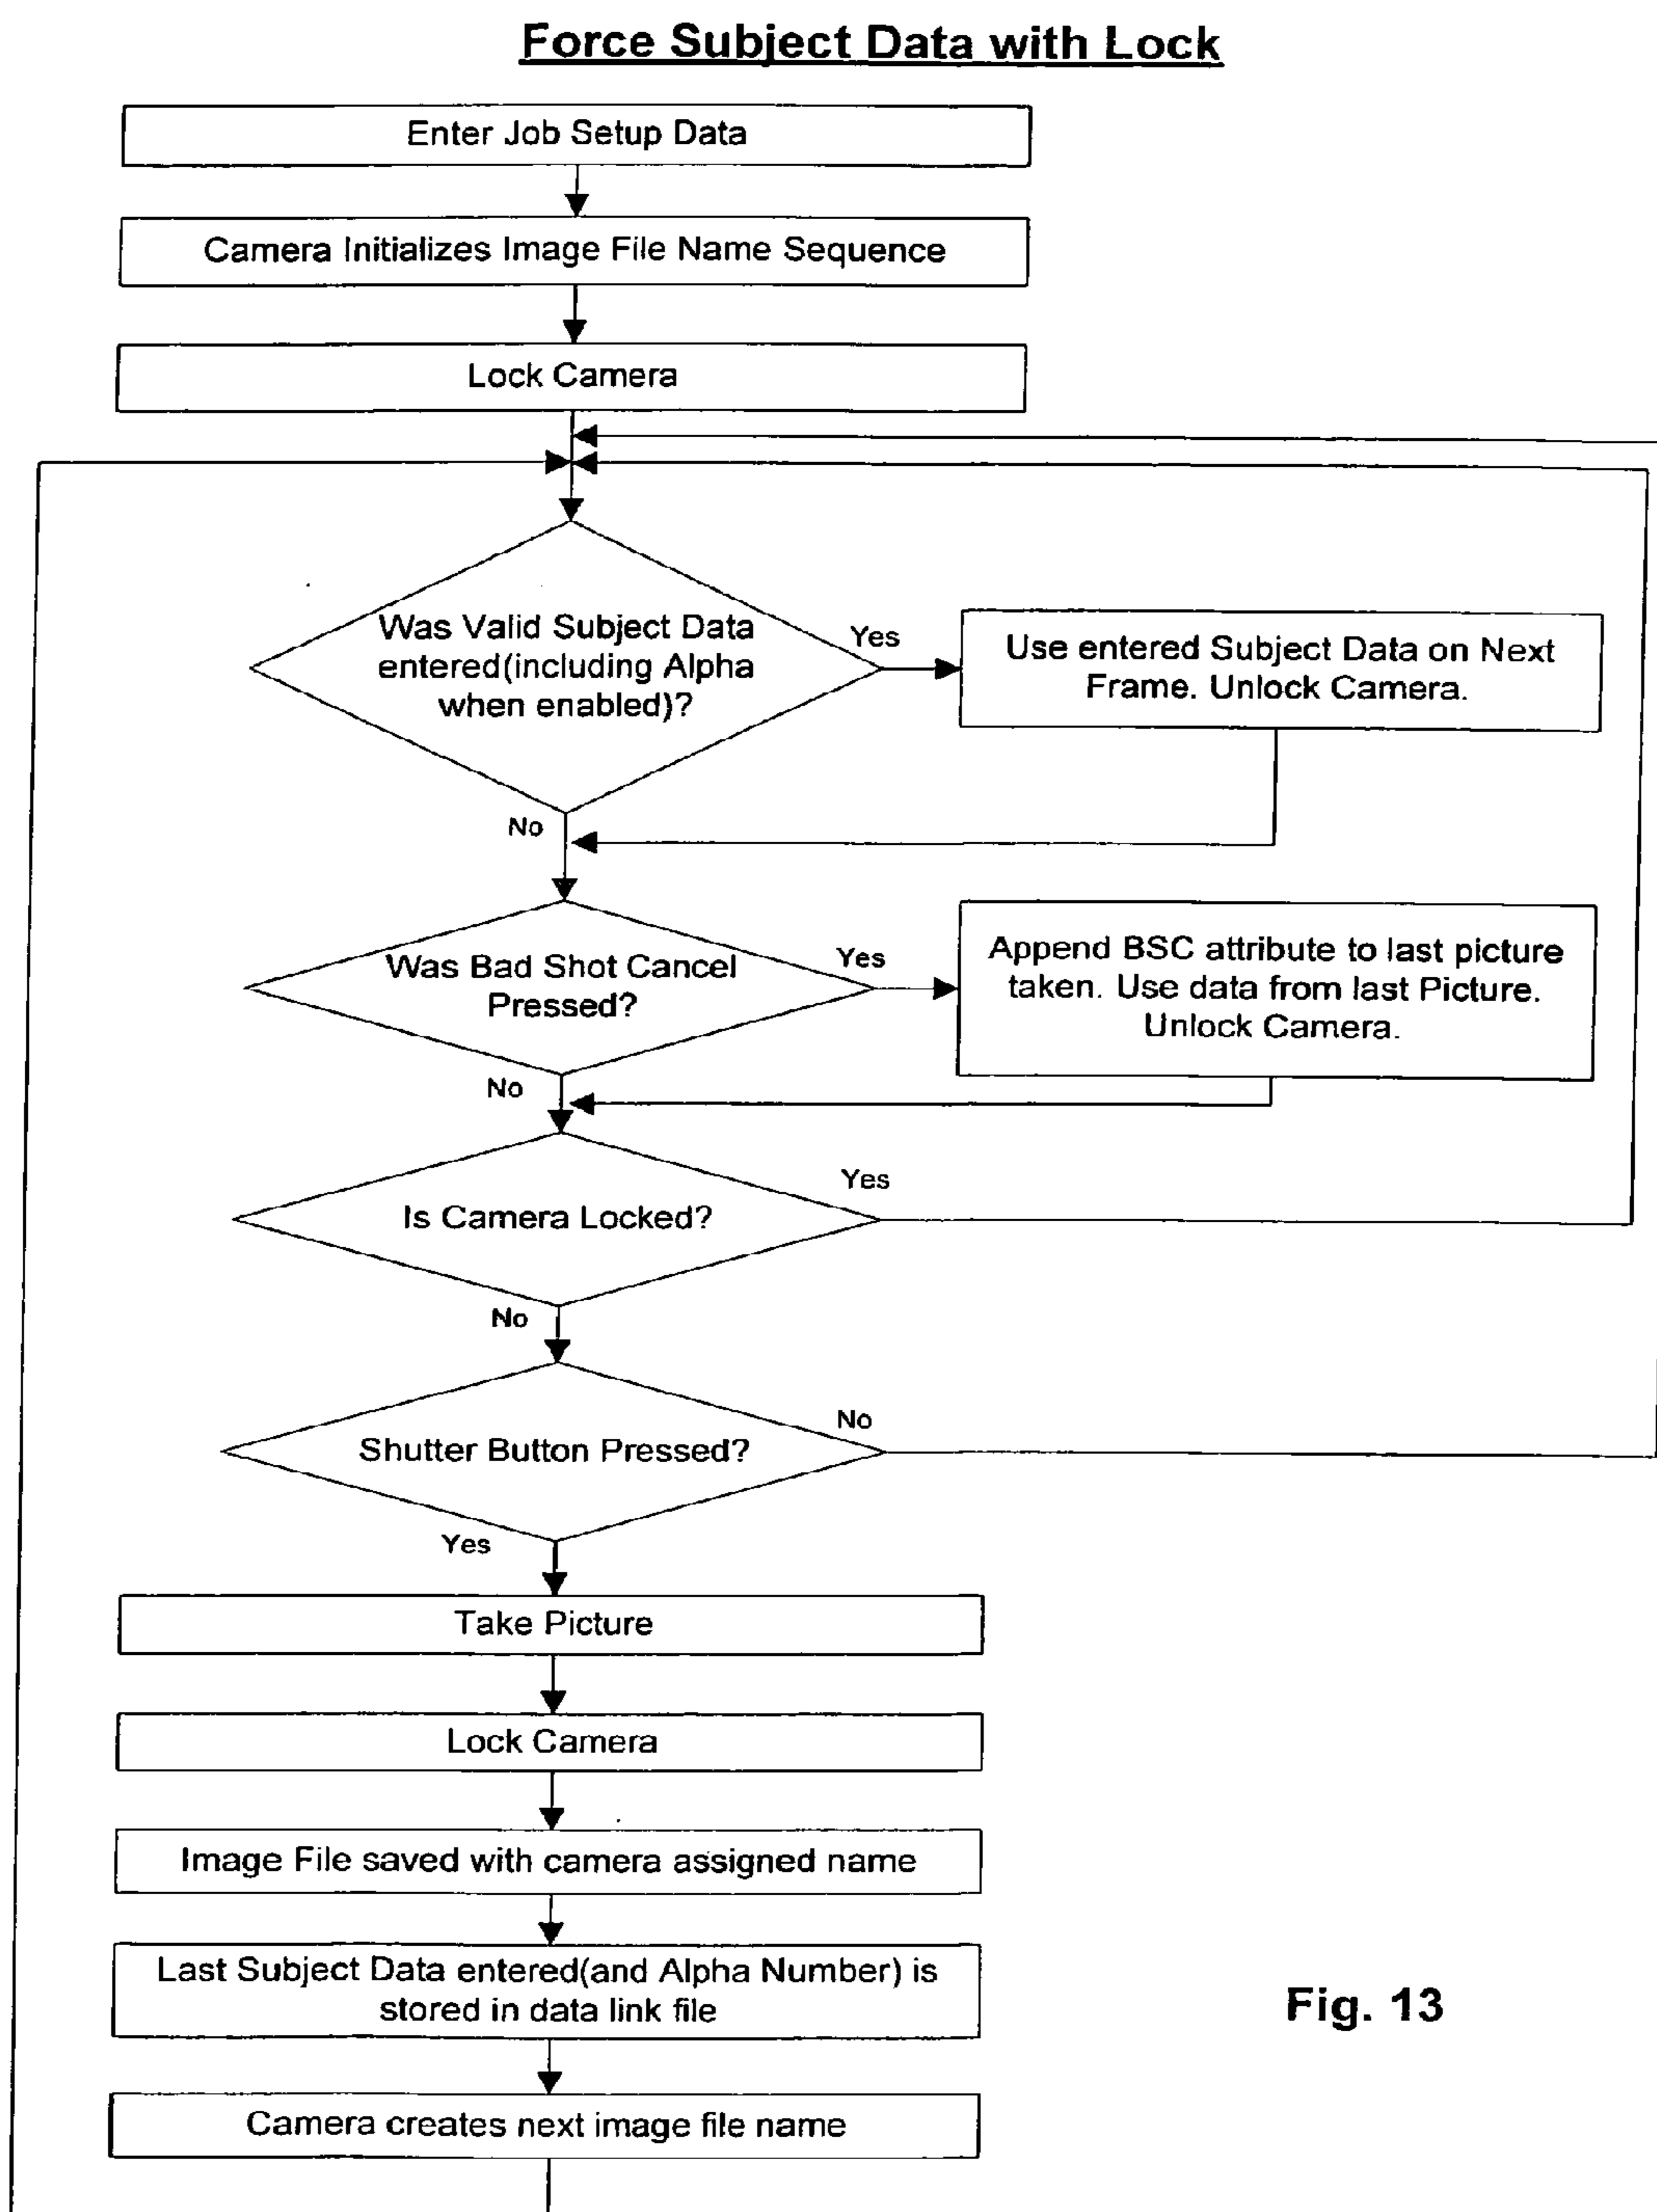 Force Subject Data with Lock
Enter Job Setup Data
Camera Initializes Image File Name Sequence
Lock Camera
Was Valid Subject Data
entered(including Alpha
when enabled)?
Yes
Use entered Subject Data on Next
Frame. Unlock Camera.
No
Was Bad Shot Cancel
Pressed?
Yes
Append BSC attribute to last picture
taken. Use data from last Picture.
Unlock Camera.
No
Is Camera Locked?
Yes
No
Shutter Button Pressed?
No
Yes
Take Picture
Lock Camera
Image File saved with camera assigned name
Last Subject Data entered(and Alpha Number) is
stored in data link file
Camera creates next image file name
Fig. 13